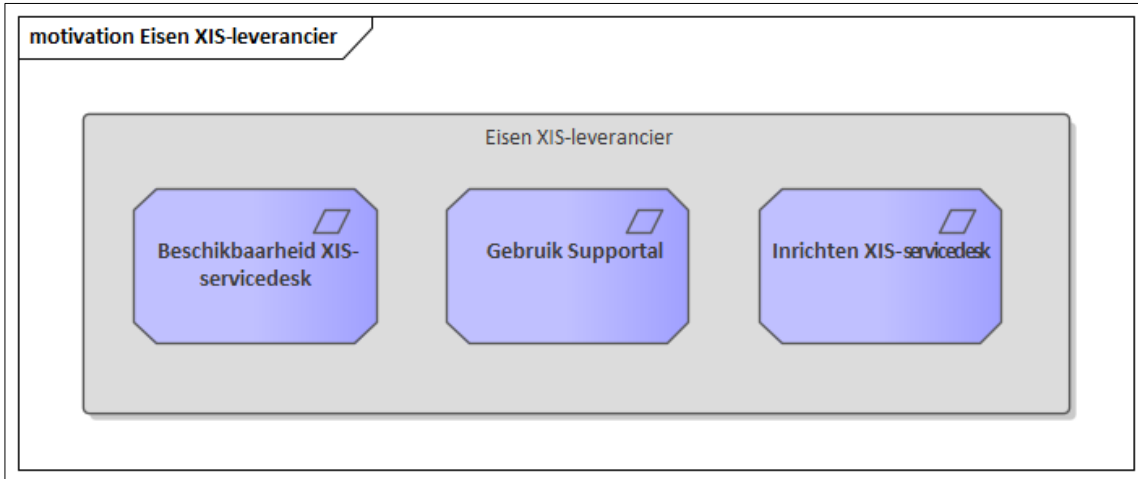 motivation Eisen XIS-leverancier
Eisen XIS-leverancier
Beschikbaarheid XIS-
servicedesk
Gebruik Supportal
Inrichten XIS-servicedesk